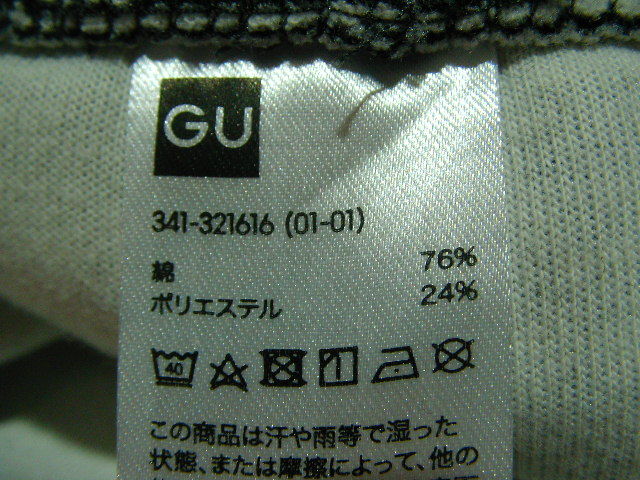 GU
341-321616 (01-01)
綿 76%
ポリエステル 24%
40
この商品は汗や雨等で湿った
状態、または摩擦によって、他の